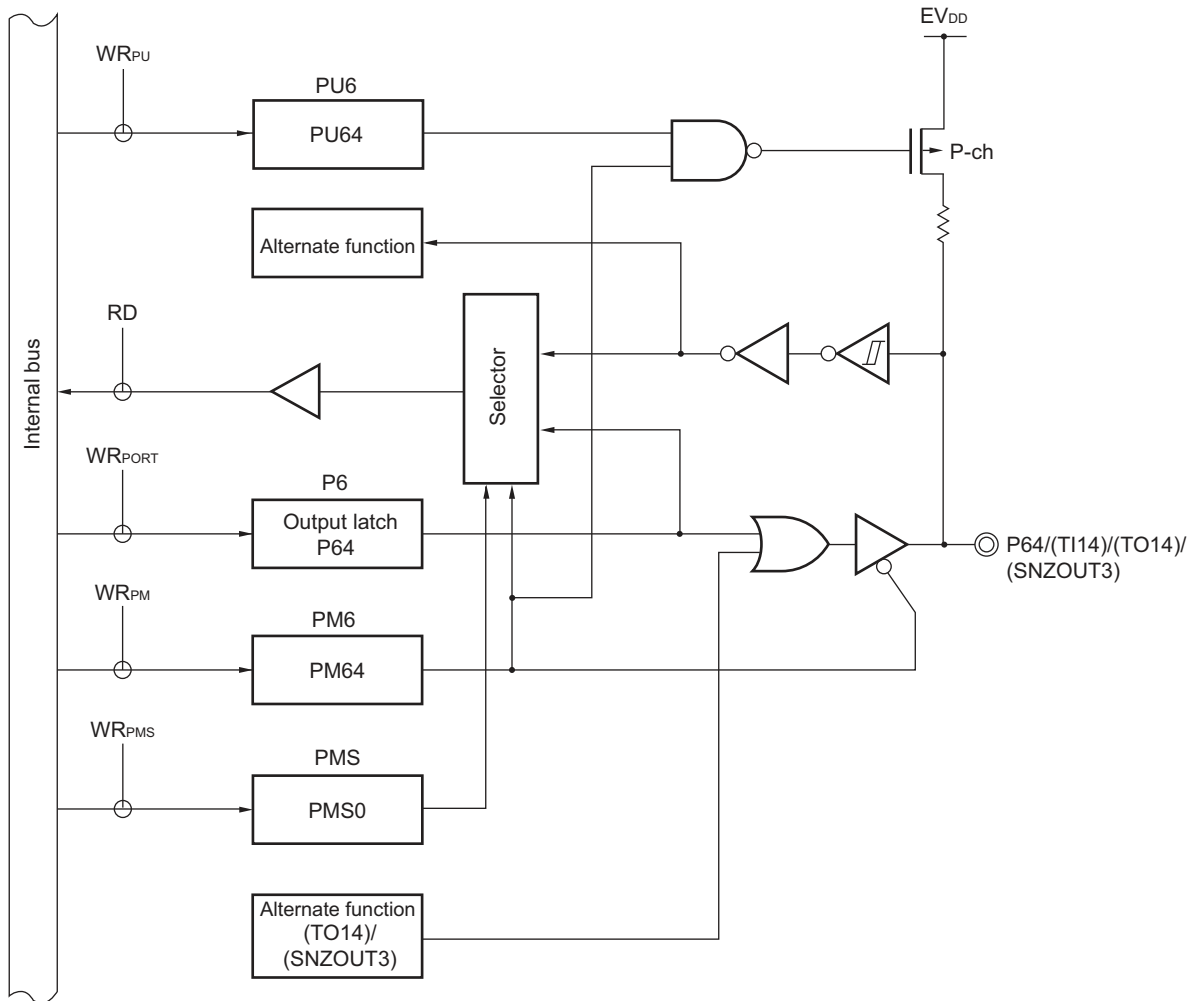 EVDD
WRPU
PU6
PU64
P-ch
Alternate function
RD
Selector
Internal bus
WRPORT
P6
Output latch
P64
P64/(TI14)/(TO14)/
(SNZOUT3)
WRPM
PM6
PM64
WRPMS
PMS
PMS0
Alternate function
(TO14)/
(SNZOUT3)